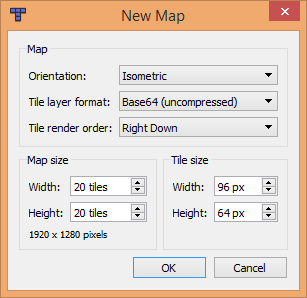 New Map
Map
Orientation: Isometric
Tile layer format: Base64 (uncompressed)
Tile render order: Right Down
Map size
Width: 20 tiles
Height: 20 tiles
1920 x 1280 pixels
Tile size
Width: 96 px
Height: 64 px
OK Cancel